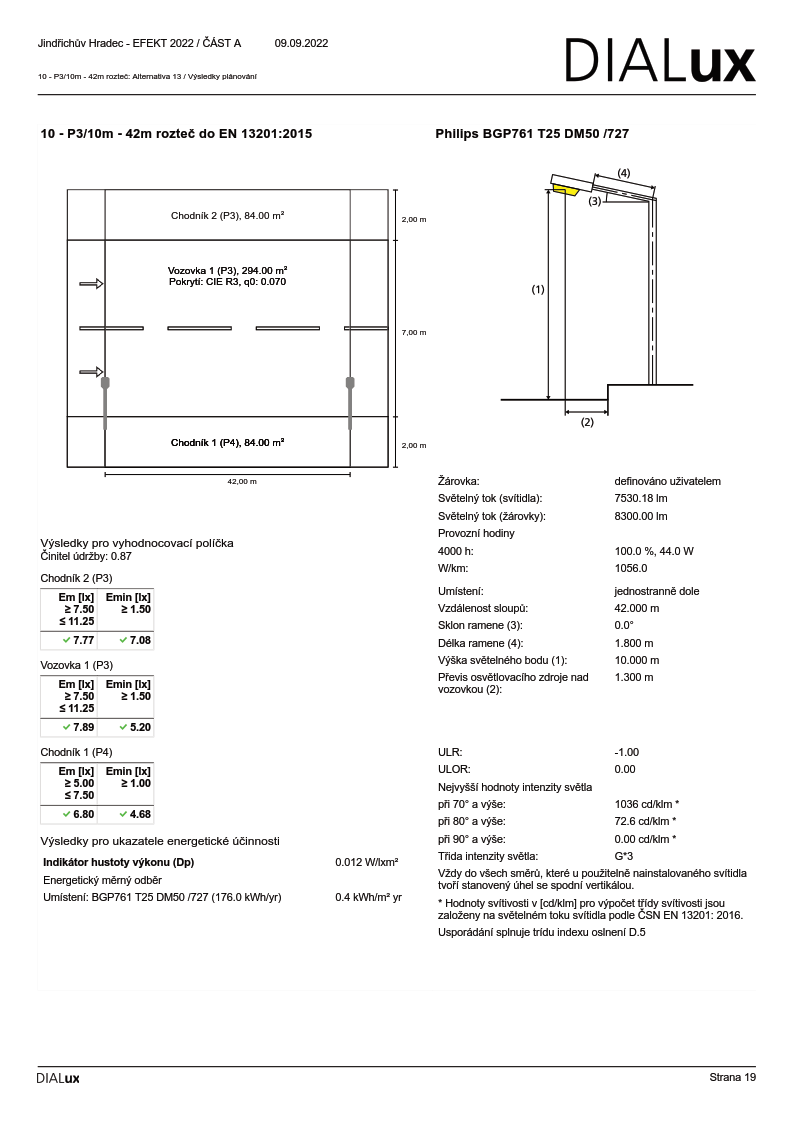 Jindřichův Hradec - EFEKT 2022 / ČÁST A 09.09.2022
DIALux
10 - P3/10m - 42m rozteč: Alternativa 13 / Výsledky plánování
10 - P3/10m - 42m rozteč do EN 13201:2015
Chodník 2 (P3), 84.00 m²
2,00 m
Vozovka 1 (P3), 294.00 m²
Pokrytí: CIE R3, q0: 0.070
7,00 m
Chodník 1 (P4), 84.00 m²
2,00 m
42,00 m
Výsledky pro vyhodnocovací políčka
Činitel údržby: 0.87
Chodník 2 (P3)
Em [lx] Emin [lx]
≥ 7.50 ≥ 1.50
≤ 11.25
✓ 7.77 ✓ 7.08
Vozovka 1 (P3)
Em [lx] Emin [lx]
≥ 7.50 ≥ 1.50
≤ 11.25
✓ 7.89 ✓ 5.20
Chodník 1 (P4)
Em [lx] Emin [lx]
≥ 5.00 ≥ 1.00
≤ 7.50
✓ 6.80 ✓ 4.68
Výsledky pro ukazatele energetické účinnosti
Indikátor hustoty výkonu (Dp) 0.012 W/lxm²
Energetický měrný odběr
Umístení: BGP761 T25 DM50 /727 (176.0 kWh/yr) 0.4 kWh/m² yr
Philips BGP761 T25 DM50 /727
(4)
(3)
(1)
(2)
Žárovka: definováno uživatelem
Světelný tok (svítidla): 7530.18 lm
Světelný tok (žárovky): 8300.00 lm
Provozní hodiny
4000 h: 100.0 %, 44.0 W
W/km: 1056.0
Umístení: jednostranně dole
Vzdálenost sloupů: 42.000 m
Sklon ramene (3): 0.0°
Délka ramene (4): 1.800 m
Výška světelného bodu (1): 10.000 m
Převis osvětlovacího zdroje nad 1.300 m
vozovkou (2):
ULR: -1.00
ULOR: 0.00
Nejvyšší hodnoty intenzity světla
při 70° a výše: 1036 cd/klm *
při 80° a výše: 72.6 cd/klm *
při 90° a výše: 0.00 cd/klm *
Třída intenzity světla: G*3
Vždy do všech směrů, které u použitelně nainstalovaného svítidla
tvoří stanovený úhel se spodní vertikálou.
* Hodnoty svítivosti v [cd/klm] pro výpočet třídy svítivosti jsou
založeny na světelném toku svítidla podle ČSN EN 13201: 2016.
Usporádání splnuje trídu indexu oslnení D.5
DIALux
Strana 19